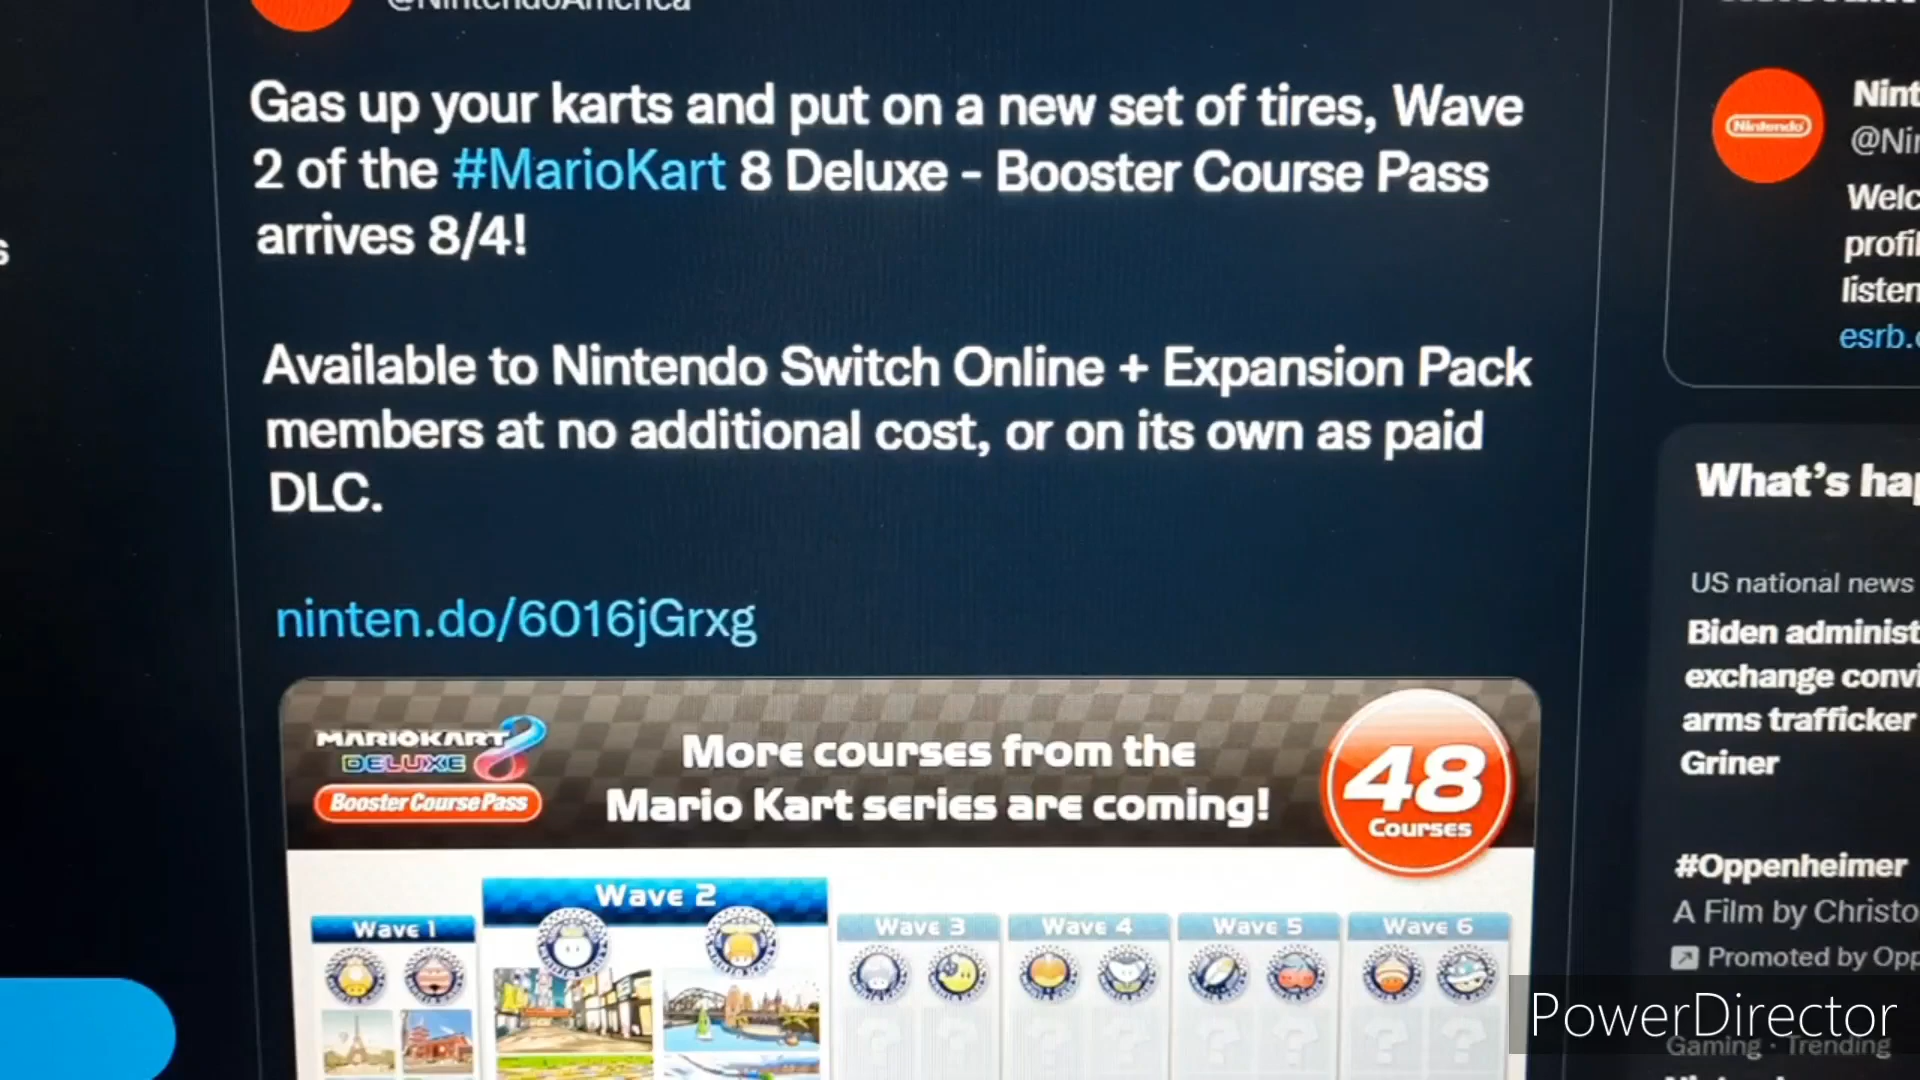 @NintendoAmerica
Gas up your karts and put on a new set of tires, Wave
2 of the #MarioKart 8 Deluxe - Booster Course Pass
arrives 8/4!
Available to Nintendo Switch Online + Expansion Pack
members at no additional cost, or on its own as paid
DLC.
ninten.do/6016jGrxg
MARIOKART 8
DELUXE
Booster Course Pass
More courses from the
Mario Kart series are coming!
48
Courses
Wave 1
Wave 2
Wave 3
Wave 4
Wave 5
Wave 6
s
Nintendo
Nint
@Nin
Welc
profil
listen
esrb.
What's hap
US national news
Biden administ
exchange convi
arms trafficker
Griner
#Oppenheimer
A Film by Christo
Promoted by Opp
PowerDirector
Gaming · Trending